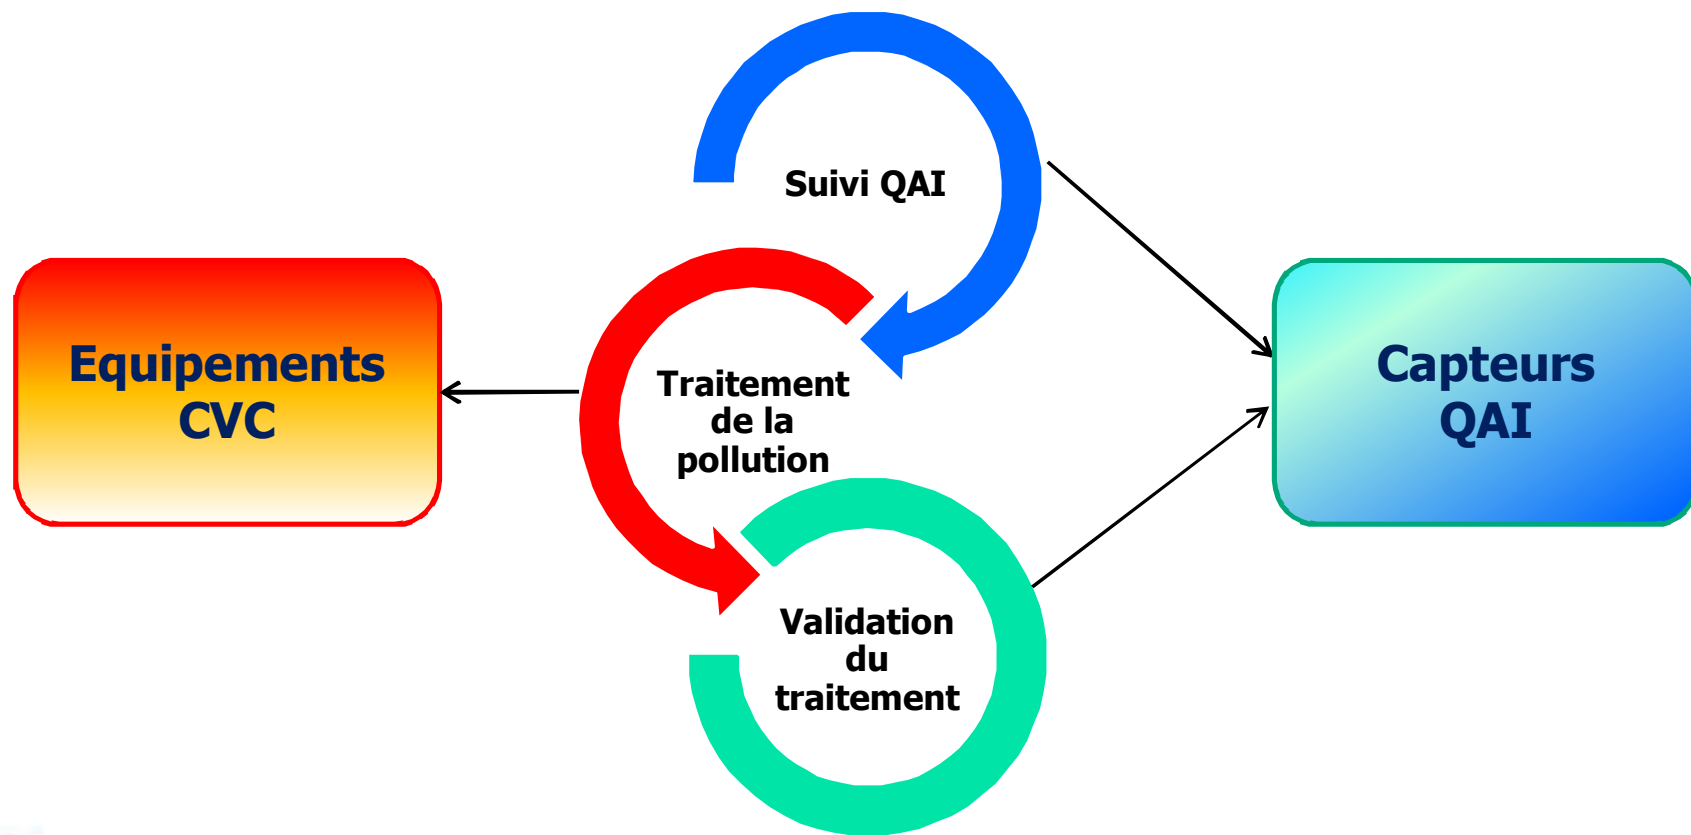 Suivi QAI
Equipements
CVC
Traitement
de la
pollution
Capteurs
QAI
Validation
du
traitement